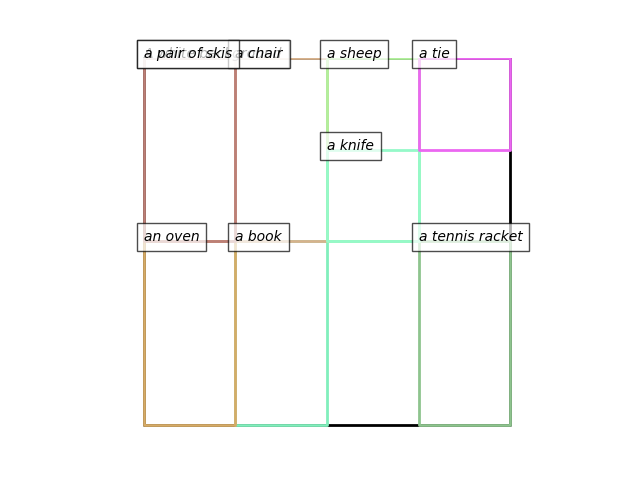 a pair of skis
a chair
a sheep
a tie
a knife
an oven
a book
a tennis racket